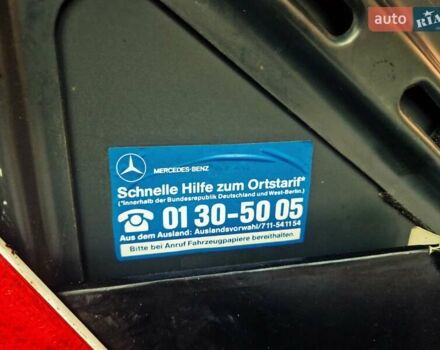 auto RIA
MERCEDES-BENZ
Schnelle Hilfe zum Ortstarif*
(*Innerhalb der Bundesrepublik Deutschland und West-Berlin.)
01 30-50 05
Aus dem Ausland: Auslandsvorwahl/711-541154
Bitte bei Anruf Fahrzeugpapiere bereithalten